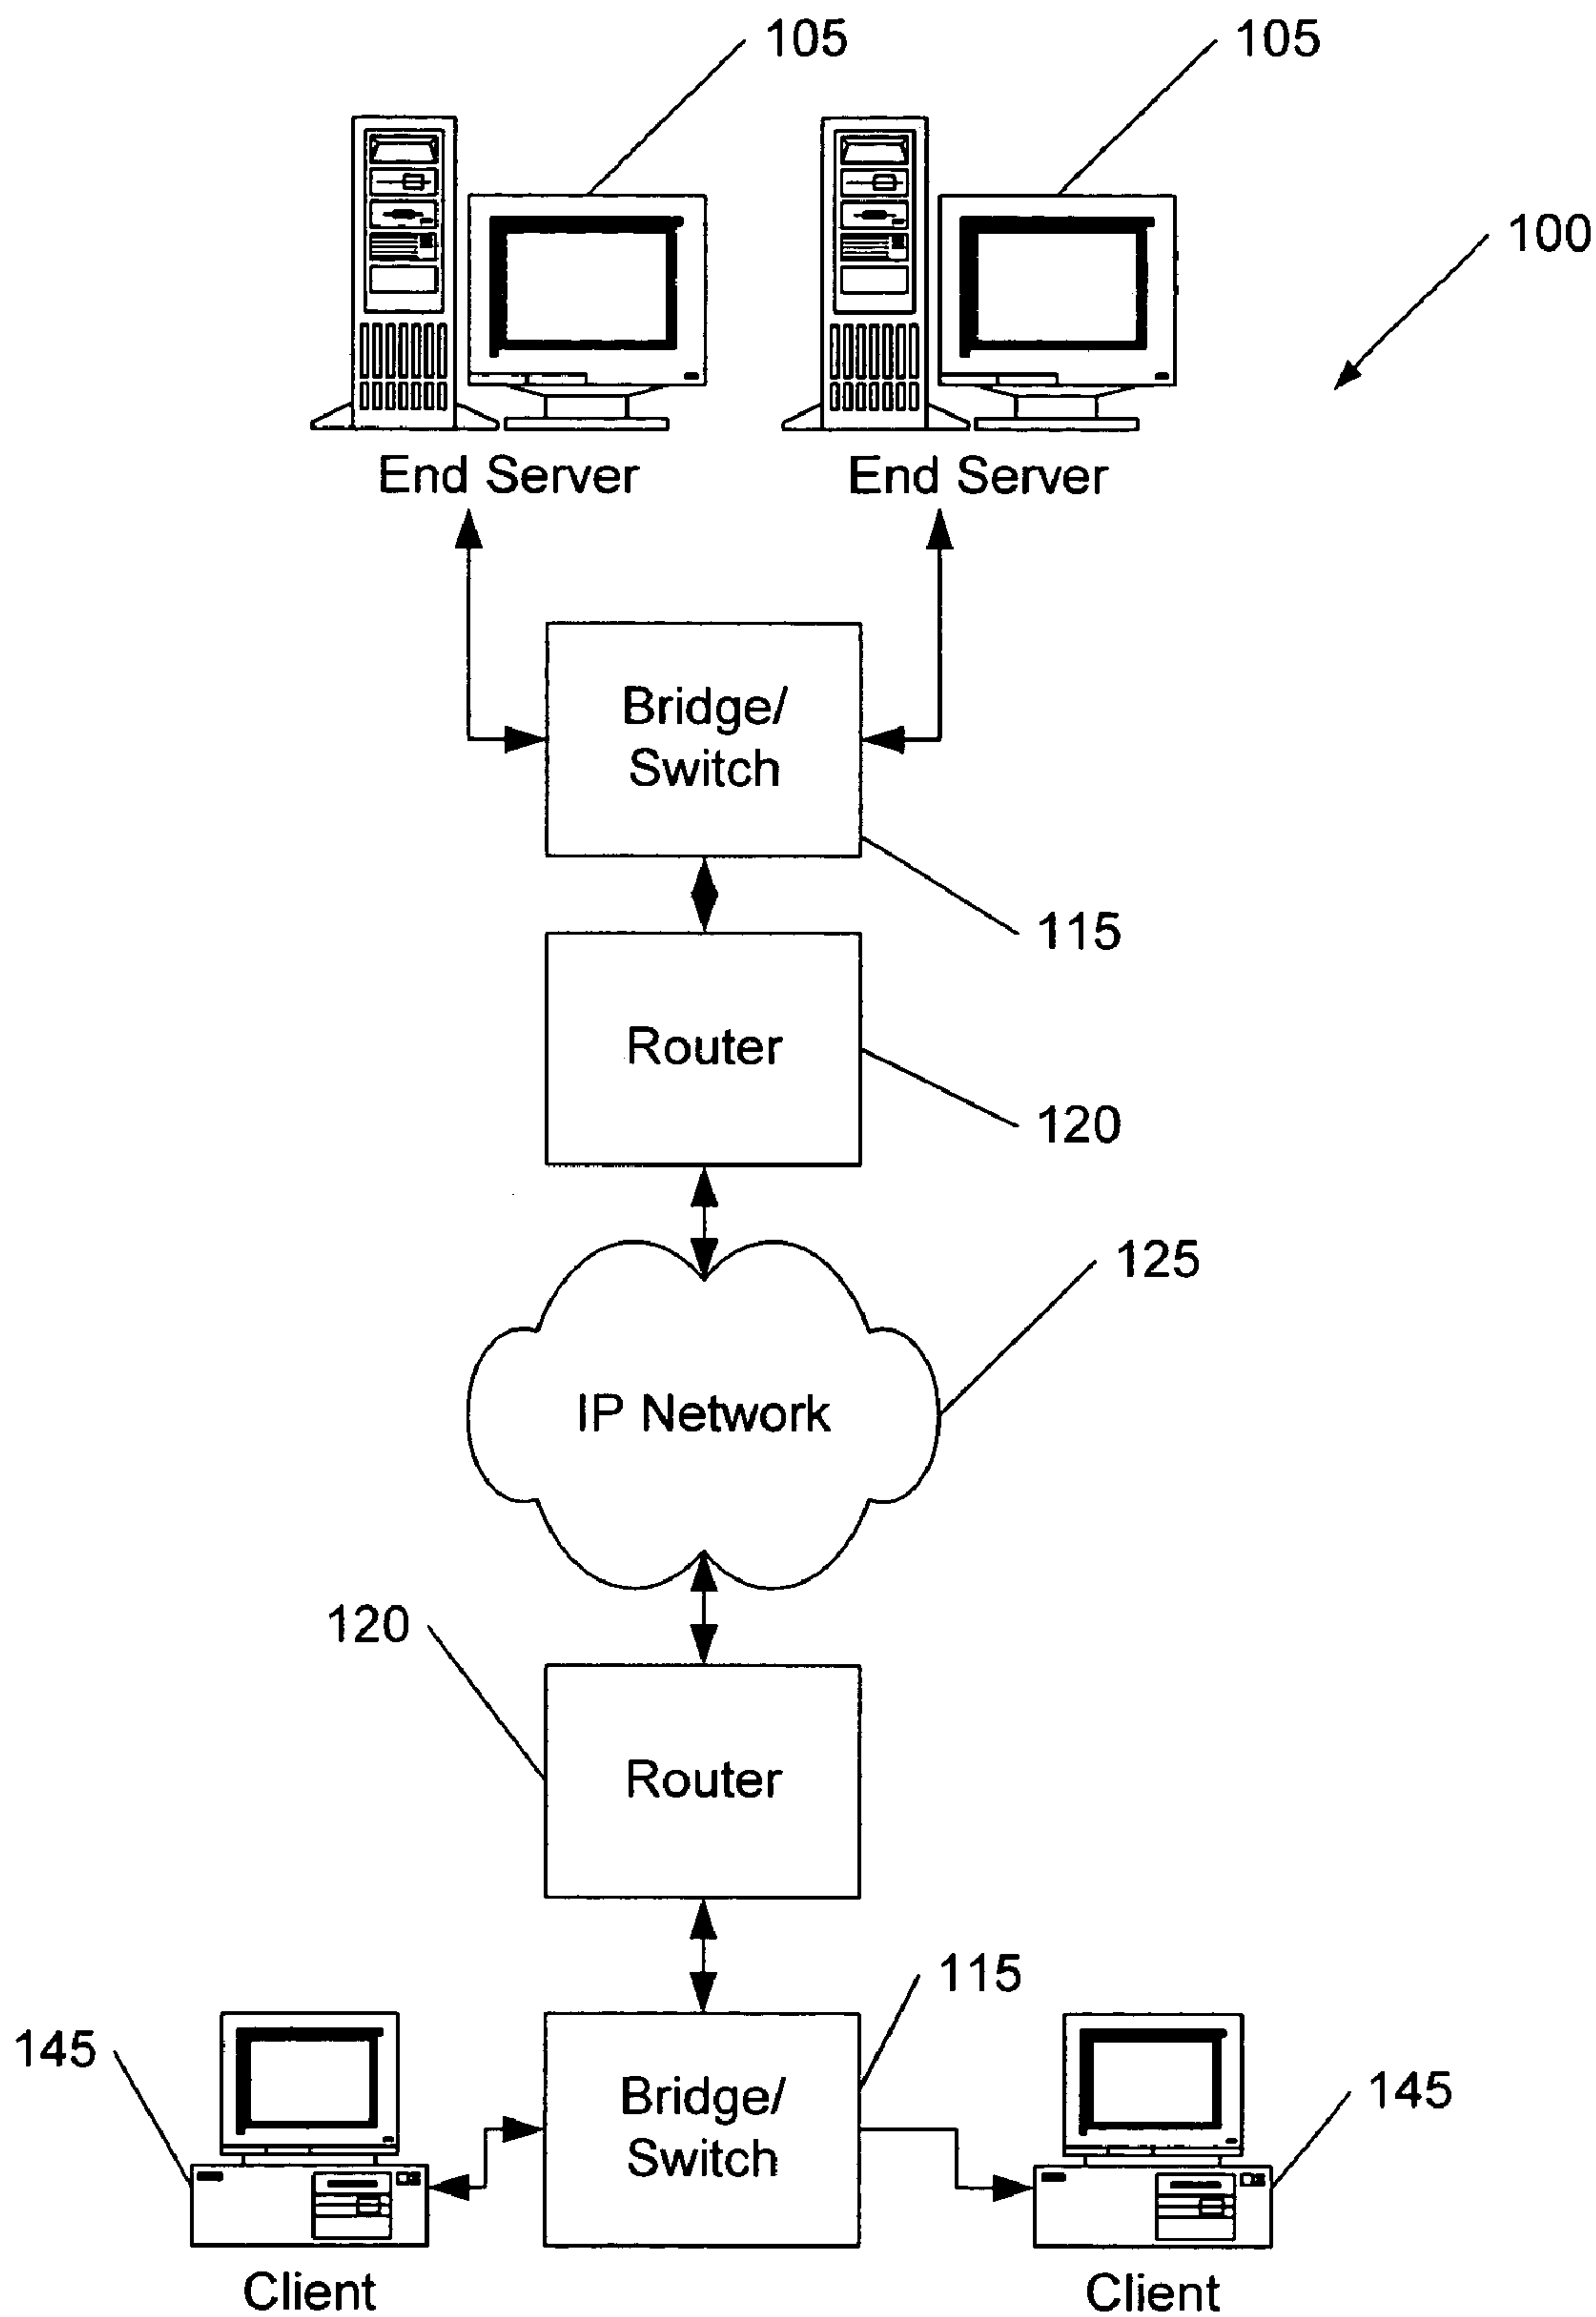 105
105
100
End Server
End Server
Bridge/
Switch
115
Router
120
125
IP Network
120
Router
115
145
Bridge/
Switch
145
Client
Client